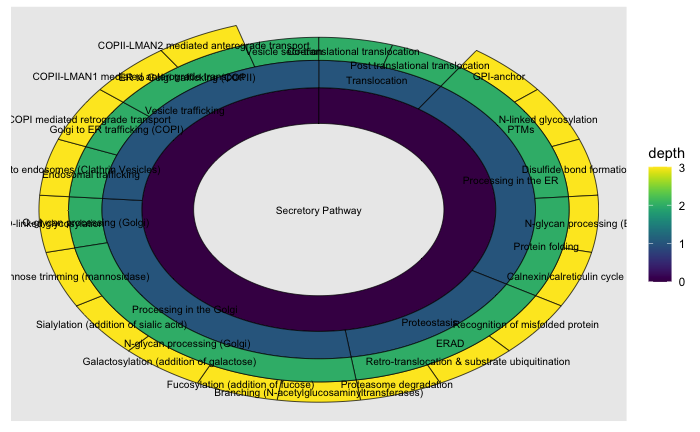 COPII-LMAN2 mediated anterograde transport
Vesicle secretion
Co-translational translocation
Post translational translocation
Translocation
GPI-anchor
COPII-LMAN1 mediated anterograde transport
ER to Golgi trafficking (COPII)
Vesicle trafficking
N-linked glycosylation
PTMs
COPI mediated retrograde transport
Golgi to ER trafficking (COPI)
to endosomes (Clathrin Vesicles)
Endosomal trafficking
Disulfide bond formatio
Processing in the ER
Secretory Pathway
O-glycan processing (Golgi)
N-glycan processing (E
Protein folding
nnose trimming (mannosidase)
Calnexin/calreticulin cycle
Processing in the Golgi
Sialylation (addition of sialic acid)
Proteostasis
Recognition of misfolded protein
N-glycan processing (Golgi)
ERAD
Galactosylation (addition of galactose)
Retro-translocation & substrate ubiquitination
Fucosylation (addition of fucose)
Proteasome degradation
Branching (N-acetylglucosaminyltransferases)
depth
3
2
1
0